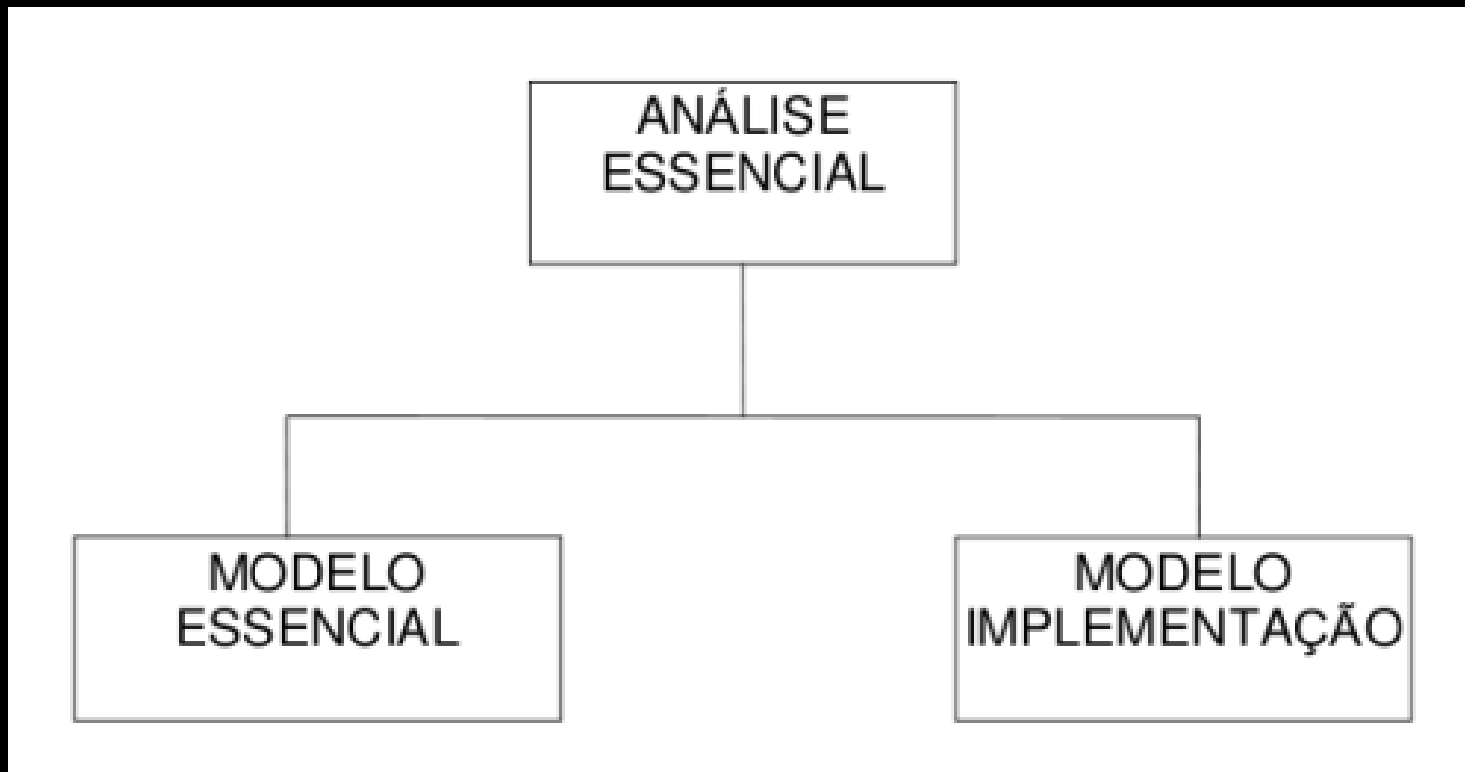 ANÁLISE
ESSENCIAL
MODELO
ESSENCIAL
MODELO
IMPLEMENTAÇÃO